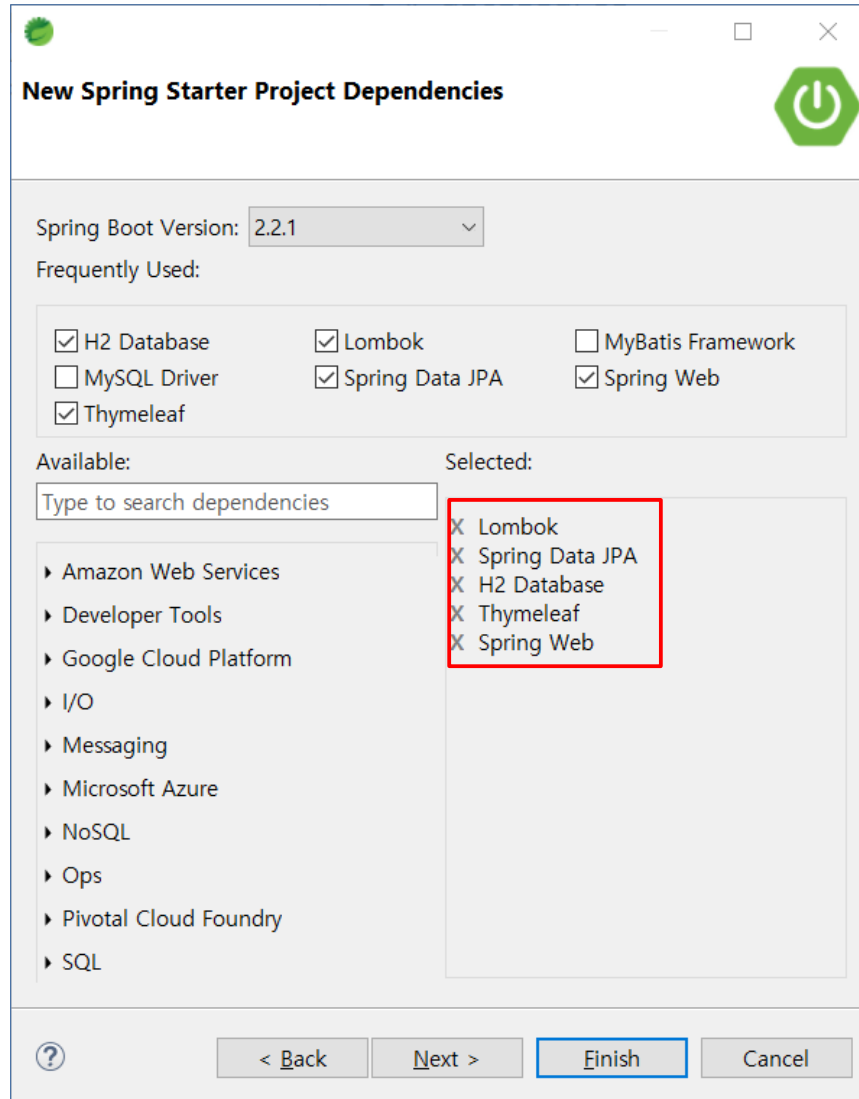 New Spring Starter Project Dependencies
Spring Boot Version: 2.2.1
Frequently Used:
H2 Database Lombok MyBatis Framework
MySQL Driver Spring Data JPA Spring Web
Thymeleaf
Available: Selected:
Type to search dependencies
X Lombok
X Spring Data JPA
X H2 Database
X Thymeleaf
X Spring Web
Amazon Web Services
Developer Tools
Google Cloud Platform
I/O
Messaging
Microsoft Azure
NoSQL
Ops
Pivotal Cloud Foundry
SQL
? < Back Next > Finish Cancel